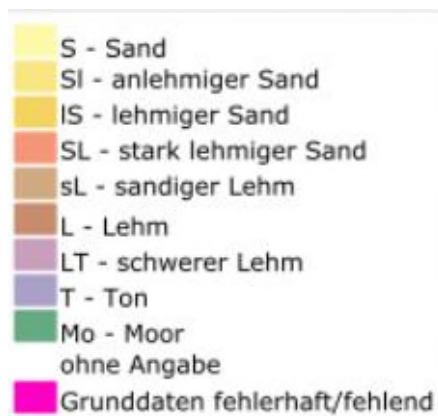 S - Sand
Sl - anlehmiger Sand
lS - lehmiger Sand
SL - stark lehmiger Sand
sL - sandiger Lehm
L - Lehm
LT - schwerer Lehm
T - Ton
Mo - Moor
ohne Angabe
Grunddaten fehlerhaft/fehlend